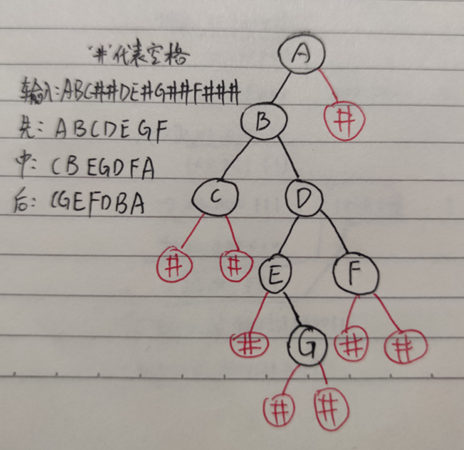 '#'代表空格
输入:ABC##DE#G##F###
先: ABCDEGF
中: CBEGDFA
后: CGEFDBA
A
B #
C D
# # E F
# G # #
# #